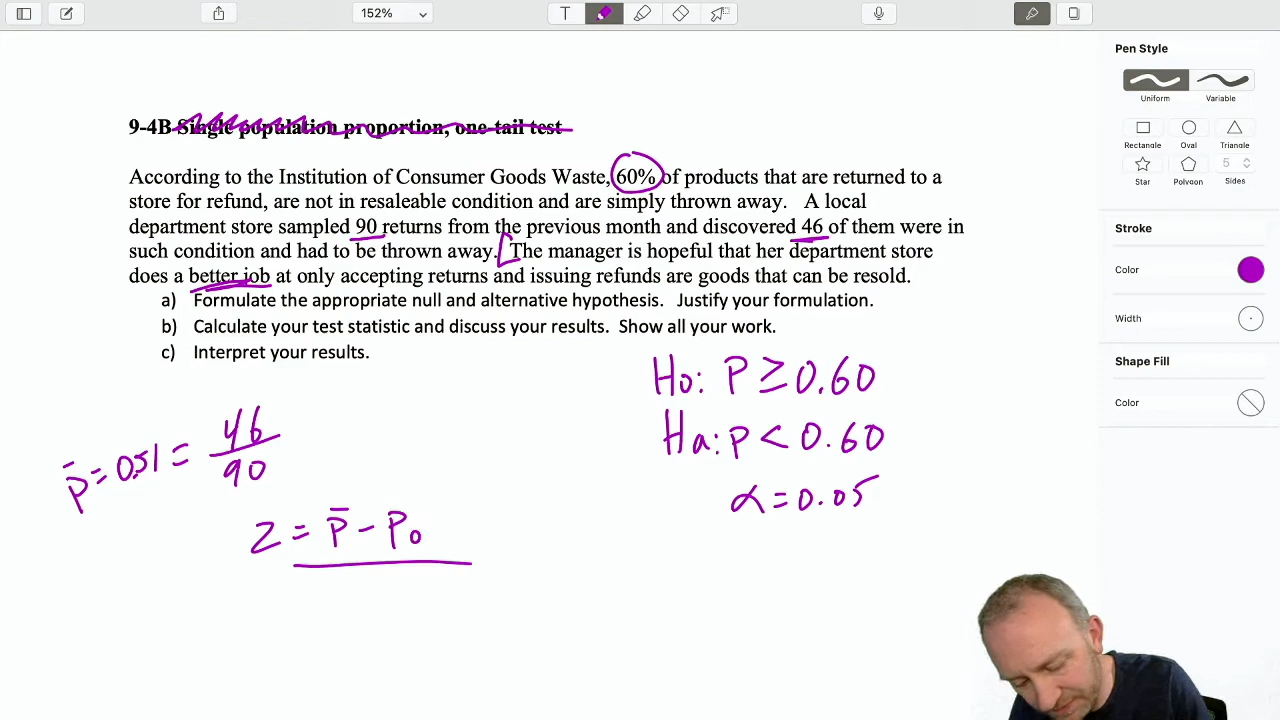 152%
T
Pen Style
Uniform
Variable
Rectangle
Oval
Triangle
Star
Polygon
5
Sides
Stroke
Color
Width
Shape Fill
Color
9-4B Single population proportion, one-tail test
According to the Institution of Consumer Goods Waste, 60% of products that are returned to a
store for refund, are not in resaleable condition and are simply thrown away. A local
department store sampled 90 returns from the previous month and discovered 46 of them were in
such condition and had to be thrown away. [The manager is hopeful that her department store
does a better job at only accepting returns and issuing refunds are goods that can be resold.
a) Formulate the appropriate null and alternative hypothesis. Justify your formulation.
b) Calculate your test statistic and discuss your results. Show all your work.
c) Interpret your results.
Ho: P ≥ 0.60
Ha: p < 0.60
α = 0.05
p̄ = 0.51 = 46/90
Z = p̄ - p₀